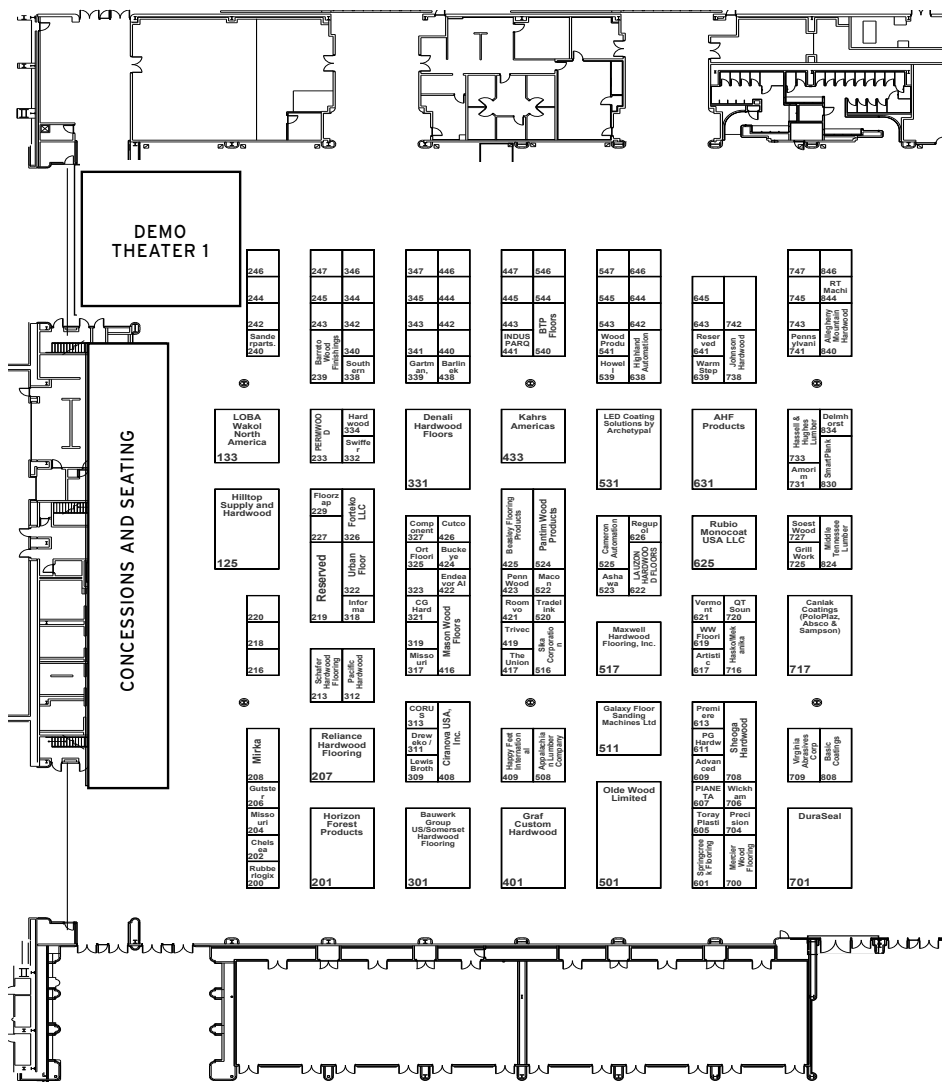 DEMO
THEATER 1
CONCESSIONS AND SEATING
246
244
242
Sande
rparts.
240
247
346
245
344
243
342
Barreto
Wood
Finishings
239
340
South
ern
338
347
446
345
444
343
442
341
440
Gart
man,
339
Barlin
ek
438
447
546
445
544
443
BTP
Floors
540
INDUS
PARQ
441
547
646
545
644
543
642
Wood
Produ
541
Highland
Automation
638
Howel
l
539
645
643
742
Reser
ved
641
Johnson
Hardwood
738
Warm
Step
639
747
846
745
RT
Machi
844
743
Allegheny
Mountain
Hardwood
840
Penns
ylvani
741
LOBA
Wakol
North
America
133
PERMWOO
D
233
Hard
wood
334
Swiffe
r
332
Denali
Hardwood
Floors
331
Kahrs
Americas
433
LED Coating
Solutions by
Archetypal
531
AHF
Products
631
Hassell &
Hughes
Lumber
733
Delmh
orst
834
Amori
m
731
SmartPlank
830
Hilltop
Supply and
Hardwood
125
Floorz
ap
229
Forteko
LLC
326
227
Reserved
219
Urban
Floor
322
Infor
ma
318
Comp
onent
327
Cutco
426
Ort
Floori
325
Bucke
ye
424
323
Endea
vor Al
422
CG
Hard
321
Mason Wood
Floors
416
319
Misso
uri
317
Beasley Flooring
Products
425
Pantim Wood
Products
524
Penn
Wood
423
Maco
n
522
Room
vo
421
Tradel
ink
520
Trivec
419
Sika
Corporatio
n
516
The
Union
417
Cameron
Automation
525
Regup
ol
626
Asha
wa
523
LAUZON
HARDWOO
D FLOORS
622
Rubio
Monocoat
USA LLC
625
Soest
Wood
727
Middle
Tennessee
Lumber
824
Grill
Work
725
220
218
216
Schafer
Hardwood
Flooring
213
Pacific
Hardwood
312
Maxwell
Hardwood
Flooring, Inc.
517
Vermo
nt
621
QT
Soun
720
WW
Floori
619
Hasko/Mek
anika
716
Artisti
c
617
Canlak
Coatings
(PoloPlaz,
Absco &
Sampson)
717
Mirka
208
Gutste
r
206
Misso
uri
204
Chels
ea
202
Rubbe
rlogix
200
Reliance
Hardwood
Flooring
207
CORU
S
313
Ciranova USA,
Inc.
408
Drew
eko /
311
Lewis
Broth
309
Happy Feet
Internation
al
409
Appalachia
n Lumber
Company
508
Galaxy Floor
Sanding
Machines Ltd
511
Premi
ere
613
Sheoga
Hardwood
708
PG
Hardw
611
Advan
ced
609
Virginia
Abrasives
Corp
709
Basic
Coatings
808
Horizon
Forest
Products
201
Bauwerk
Group
US/Somerset
Hardwood
Flooring
301
Graf
Custom
Hardwood
401
Olde Wood
Limited
501
PIANE
TA
607
Wickh
am
706
Toray
Plasti
605
Preci
sion
704
Springcree
k Flooring
601
Mercier
Wood
Flooring
700
DuraSeal
701